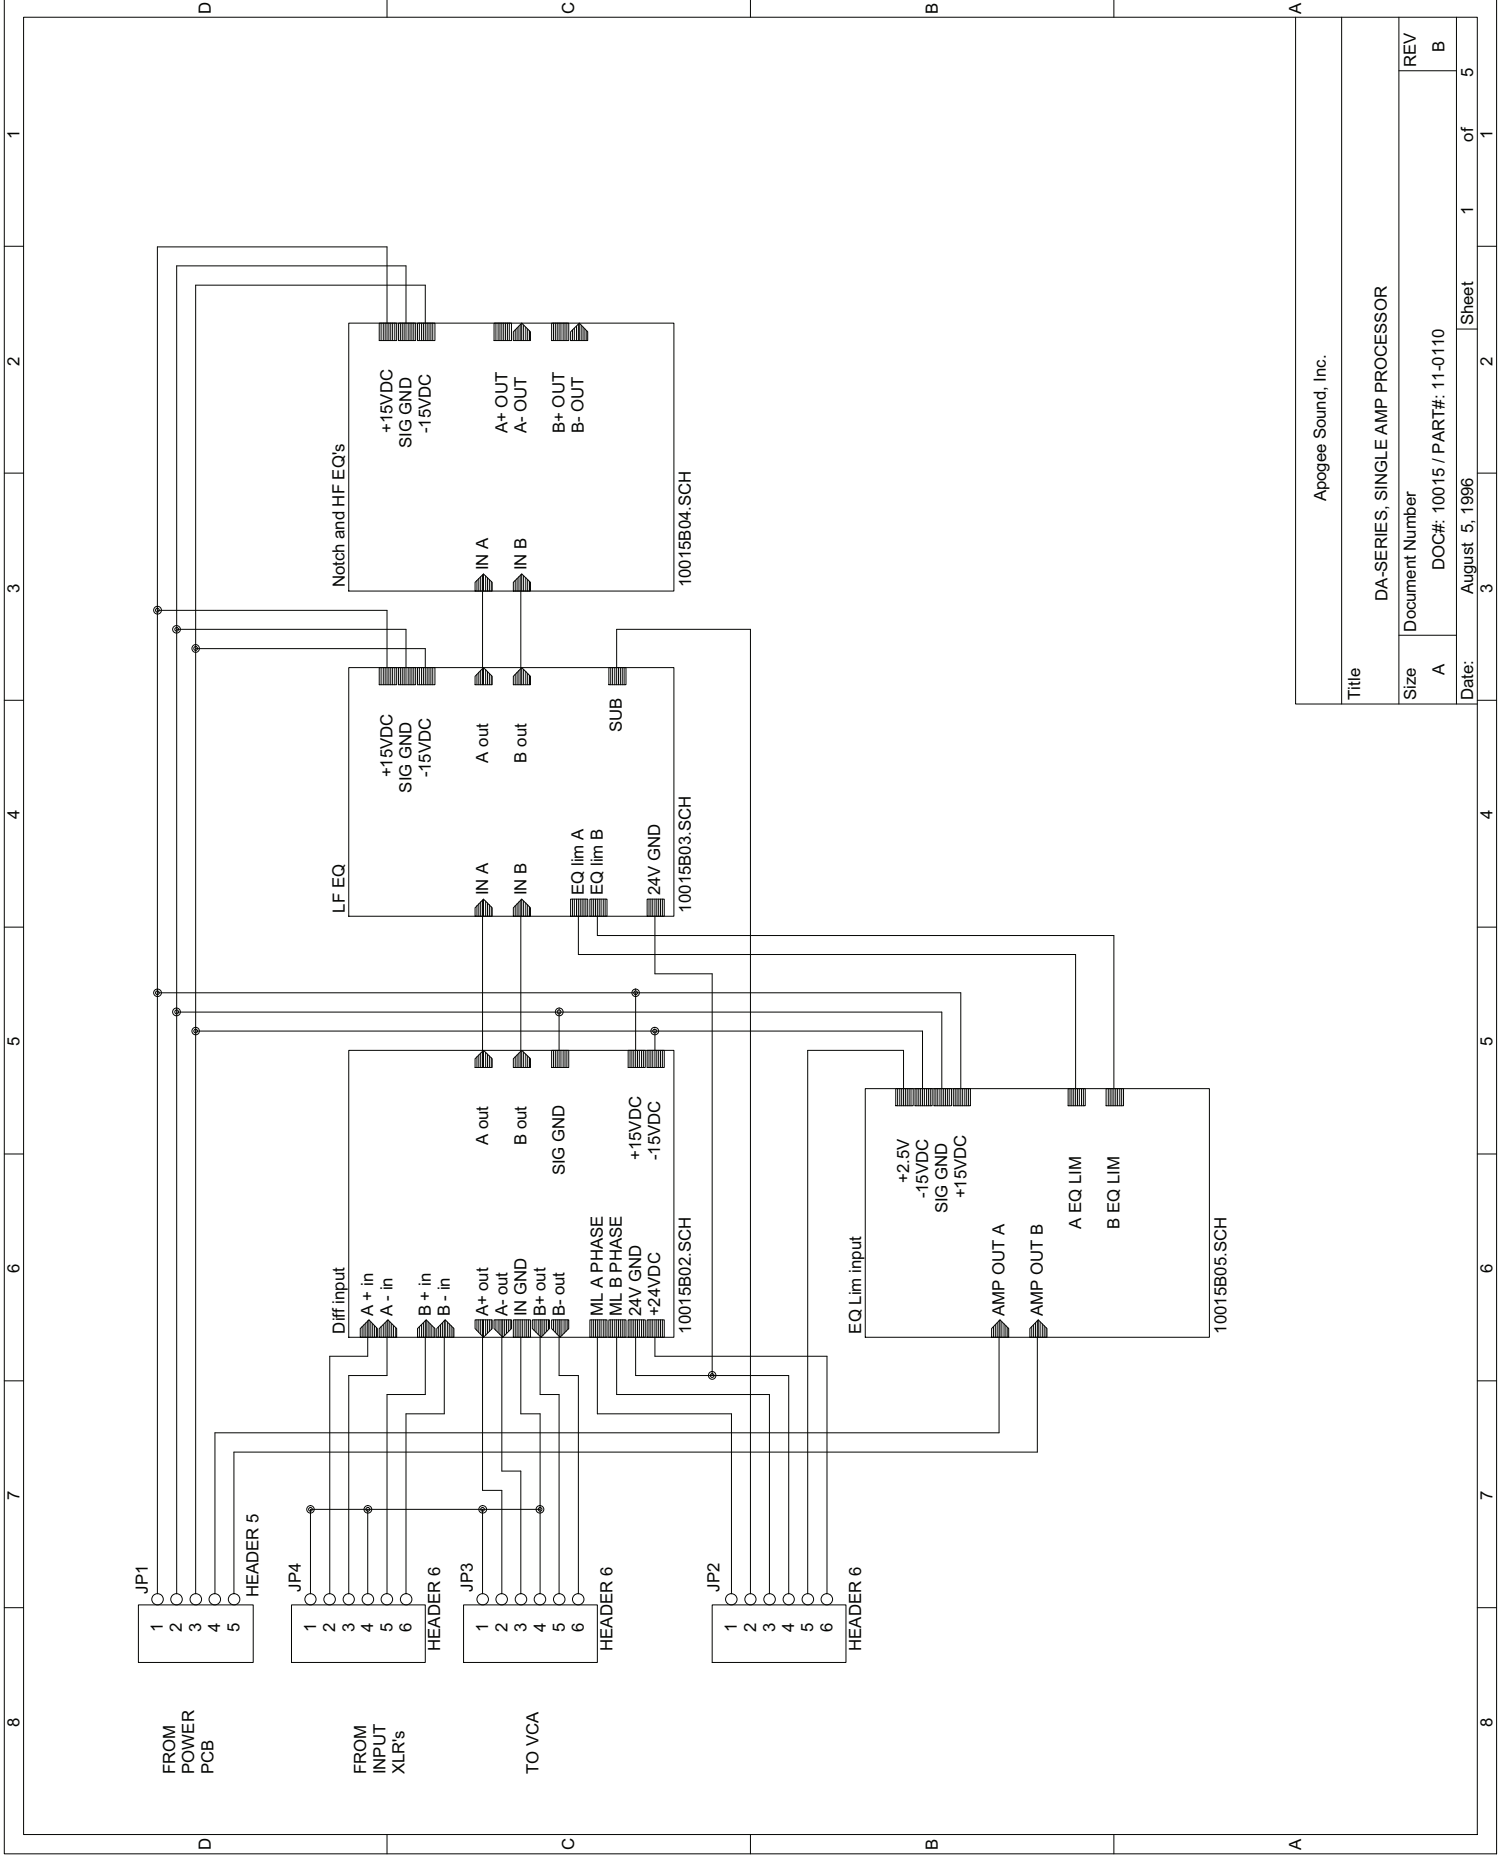 8
7
6
5
4
3
2
1
D
C
B
A
FROM
POWER
PCB
JP1
1
2
3
4
5
HEADER 5
FROM
INPUT
XLR's
JP4
1
2
3
4
5
6
HEADER 6
TO VCA
JP3
1
2
3
4
5
6
HEADER 6
JP2
1
2
3
4
5
6
HEADER 6
Diff input
A + in
A - in
B + in
B - in
A+ out
A- out
IN GND
B+ out
B- out
ML A PHASE
ML B PHASE
24V GND
+24VDC
A out
B out
SIG GND
+15VDC
-15VDC
10015B02.SCH
LF EQ
+15VDC
SIG GND
-15VDC
IN A
IN B
A out
B out
EQ lim A
EQ lim B
SUB
24V GND
10015B03.SCH
Notch and HF EQ's
+15VDC
SIG GND
-15VDC
IN A
IN B
A+ OUT
A- OUT
B+ OUT
B- OUT
10015B04.SCH
EQ Lim input
+2.5V
-15VDC
SIG GND
+15VDC
AMP OUT A
AMP OUT B
A EQ LIM
B EQ LIM
10015B05.SCH
Apogee Sound, Inc.
Title
DA-SERIES, SINGLE AMP PROCESSOR
Size Document Number REV
A DOC#: 10015 / PART#: 11-0110 B
Date: August 5, 1996 Sheet 1 of 5
8
7
6
5
4
3
2
1
D
C
B
A